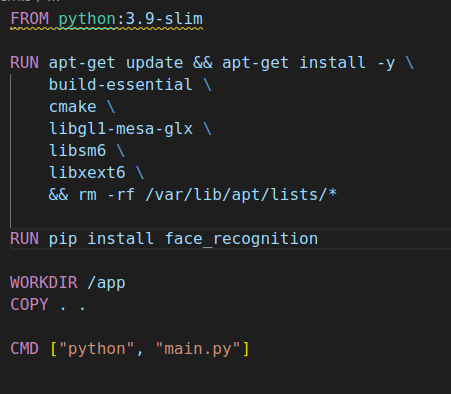 FROM python:3.9-slim
RUN apt-get update && apt-get install -y \
build-essential \
cmake \
libgl1-mesa-glx \
libsm6 \
libxext6 \
&& rm -rf /var/lib/apt/lists/*
RUN pip install face_recognition
WORKDIR /app
COPY . .
CMD ["python", "main.py"]